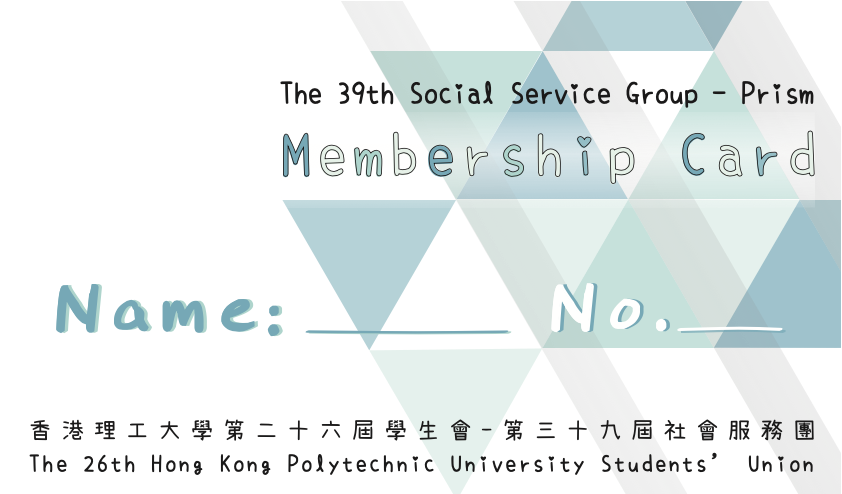 The 39th Social Service Group - Prism
Membership Card
Name: No.
香港理工大學第二十六屆學生會-第三十九屆社會服務團
The 26th Hong Kong Polytechnic University Students' Union